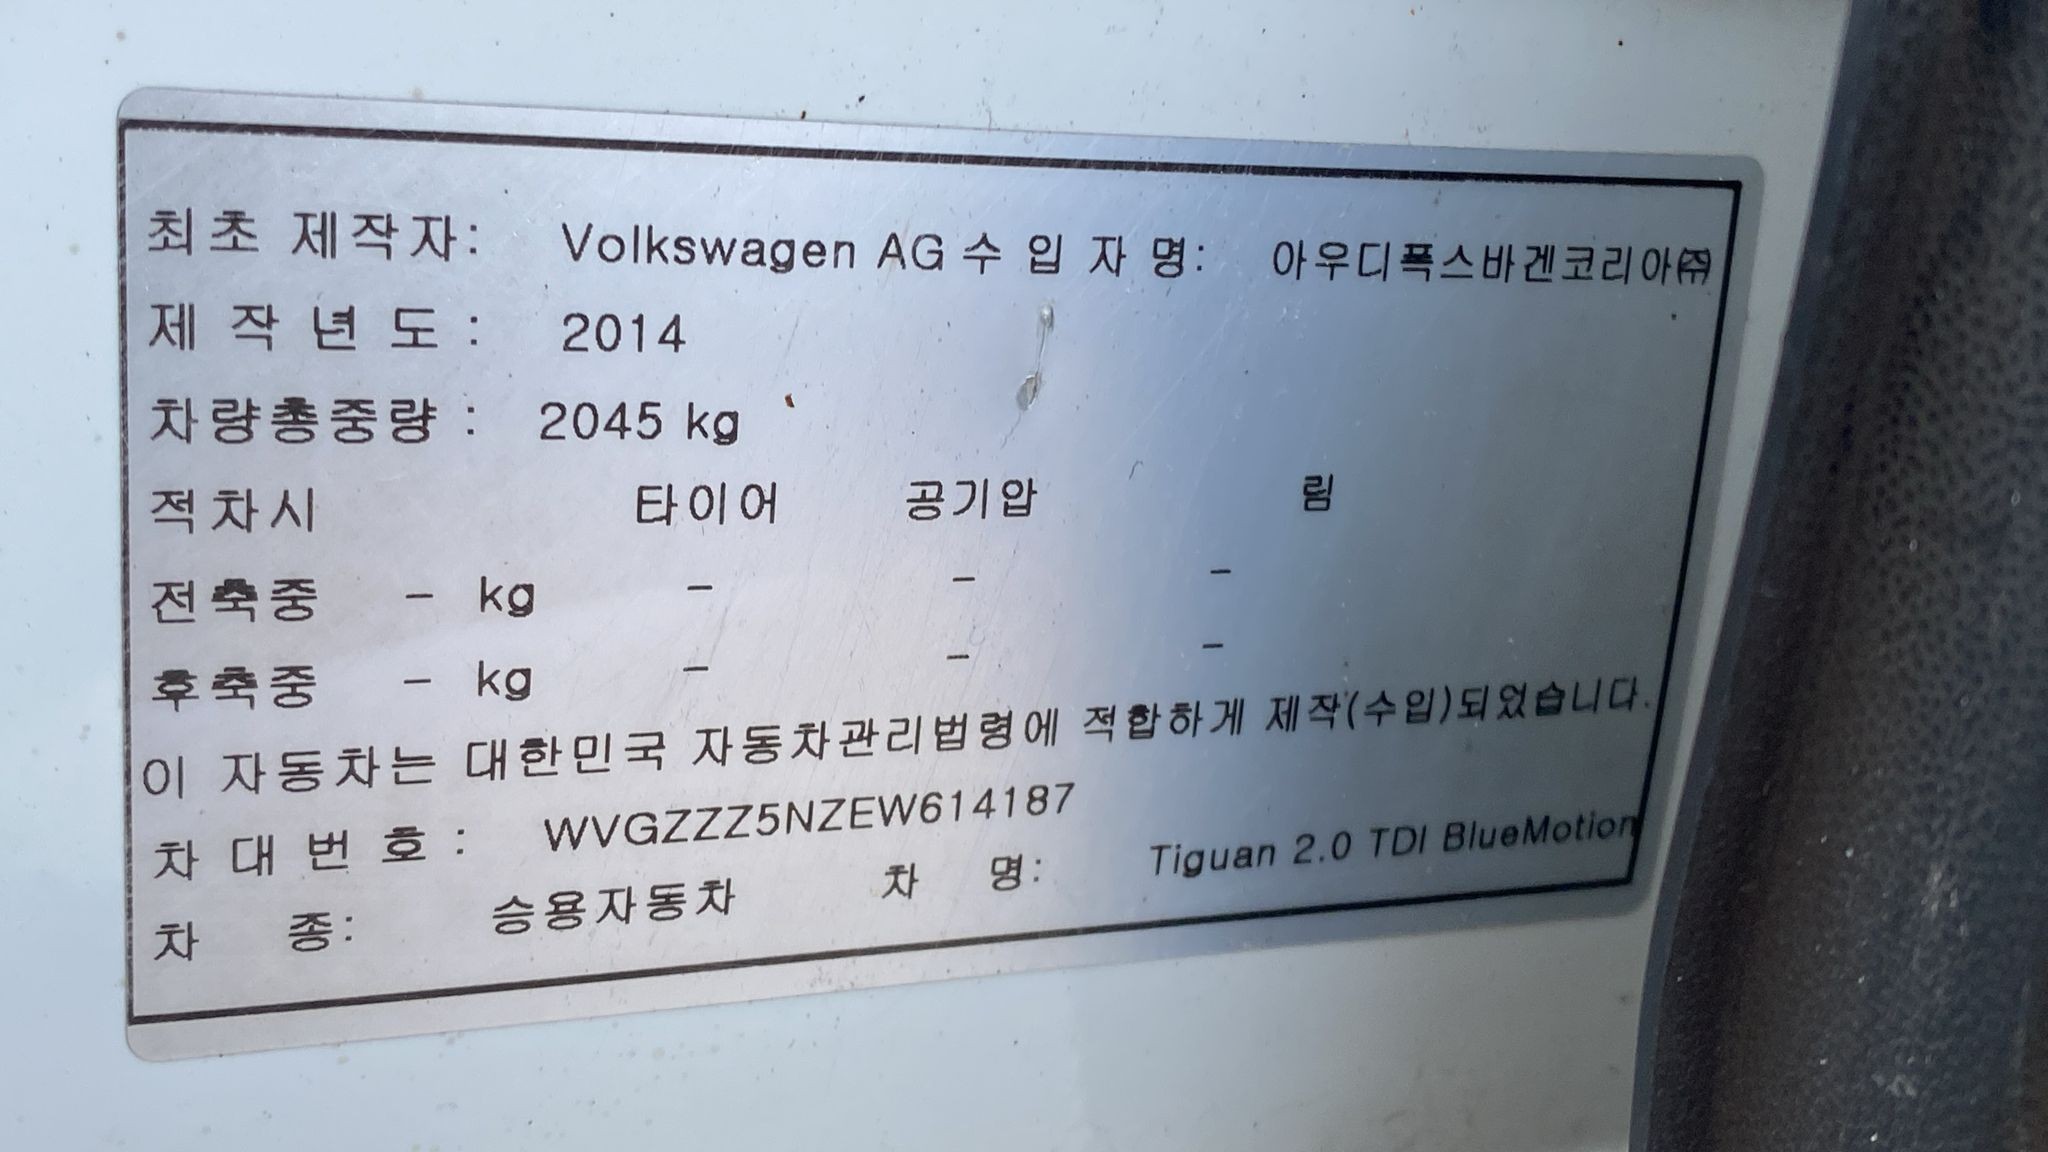 최초 제작자: Volkswagen AG 수 입 자 명: 아우디폭스바겐코리아㈜
제 작 년 도 : 2014
차량총중량 : 2045 kg
적차시 타이어 공기압 림
전축중 - kg - - -
후축중 - kg - - -
이 자동차는 대한민국 자동차관리법령에 적합하게 제작(수입)되었습니다.
차 대 번 호 : WVGZZZ5NZEW614187
차 종: 승용자동차 차 명: Tiguan 2.0 TDI BlueMotion